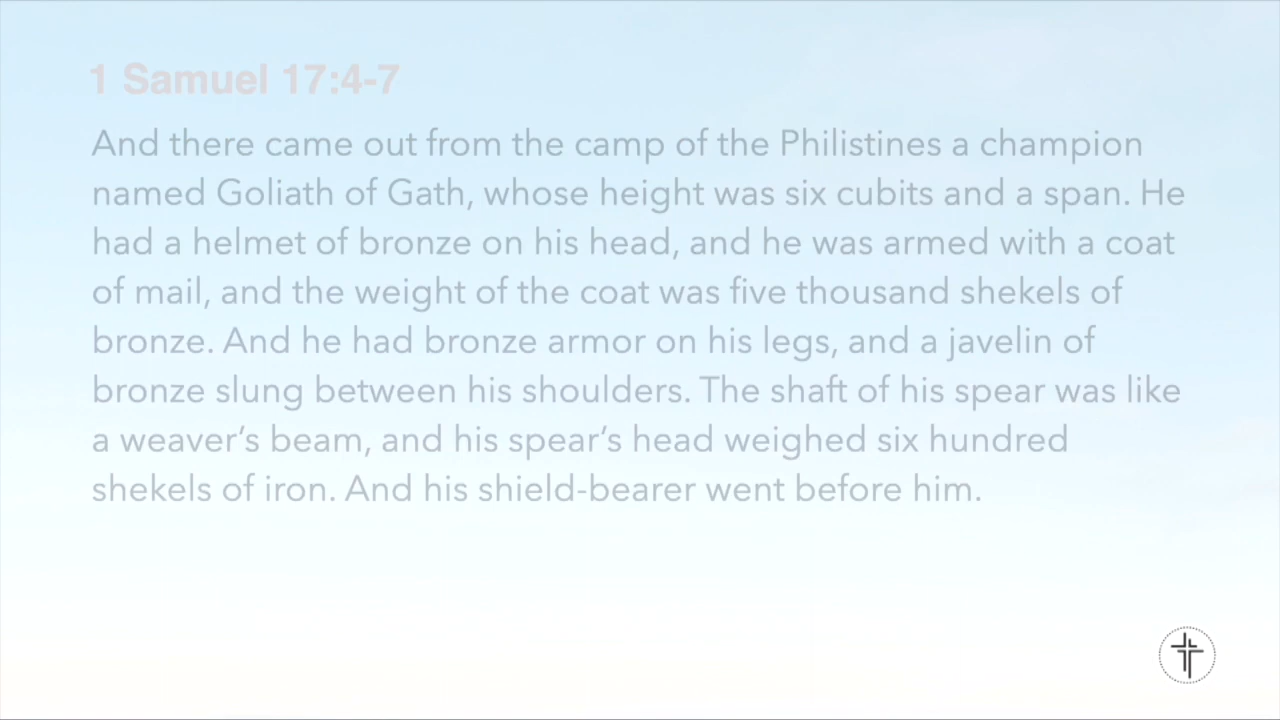 1 Samuel 17:4-7
And there came out from the camp of the Philistines a champion
named Goliath of Gath, whose height was six cubits and a span. He
had a helmet of bronze on his head, and he was armed with a coat
of mail, and the weight of the coat was five thousand shekels of
bronze. And he had bronze armor on his legs, and a javelin of
bronze slung between his shoulders. The shaft of his spear was like
a weaver’s beam, and his spear’s head weighed six hundred
shekels of iron. And his shield-bearer went before him.